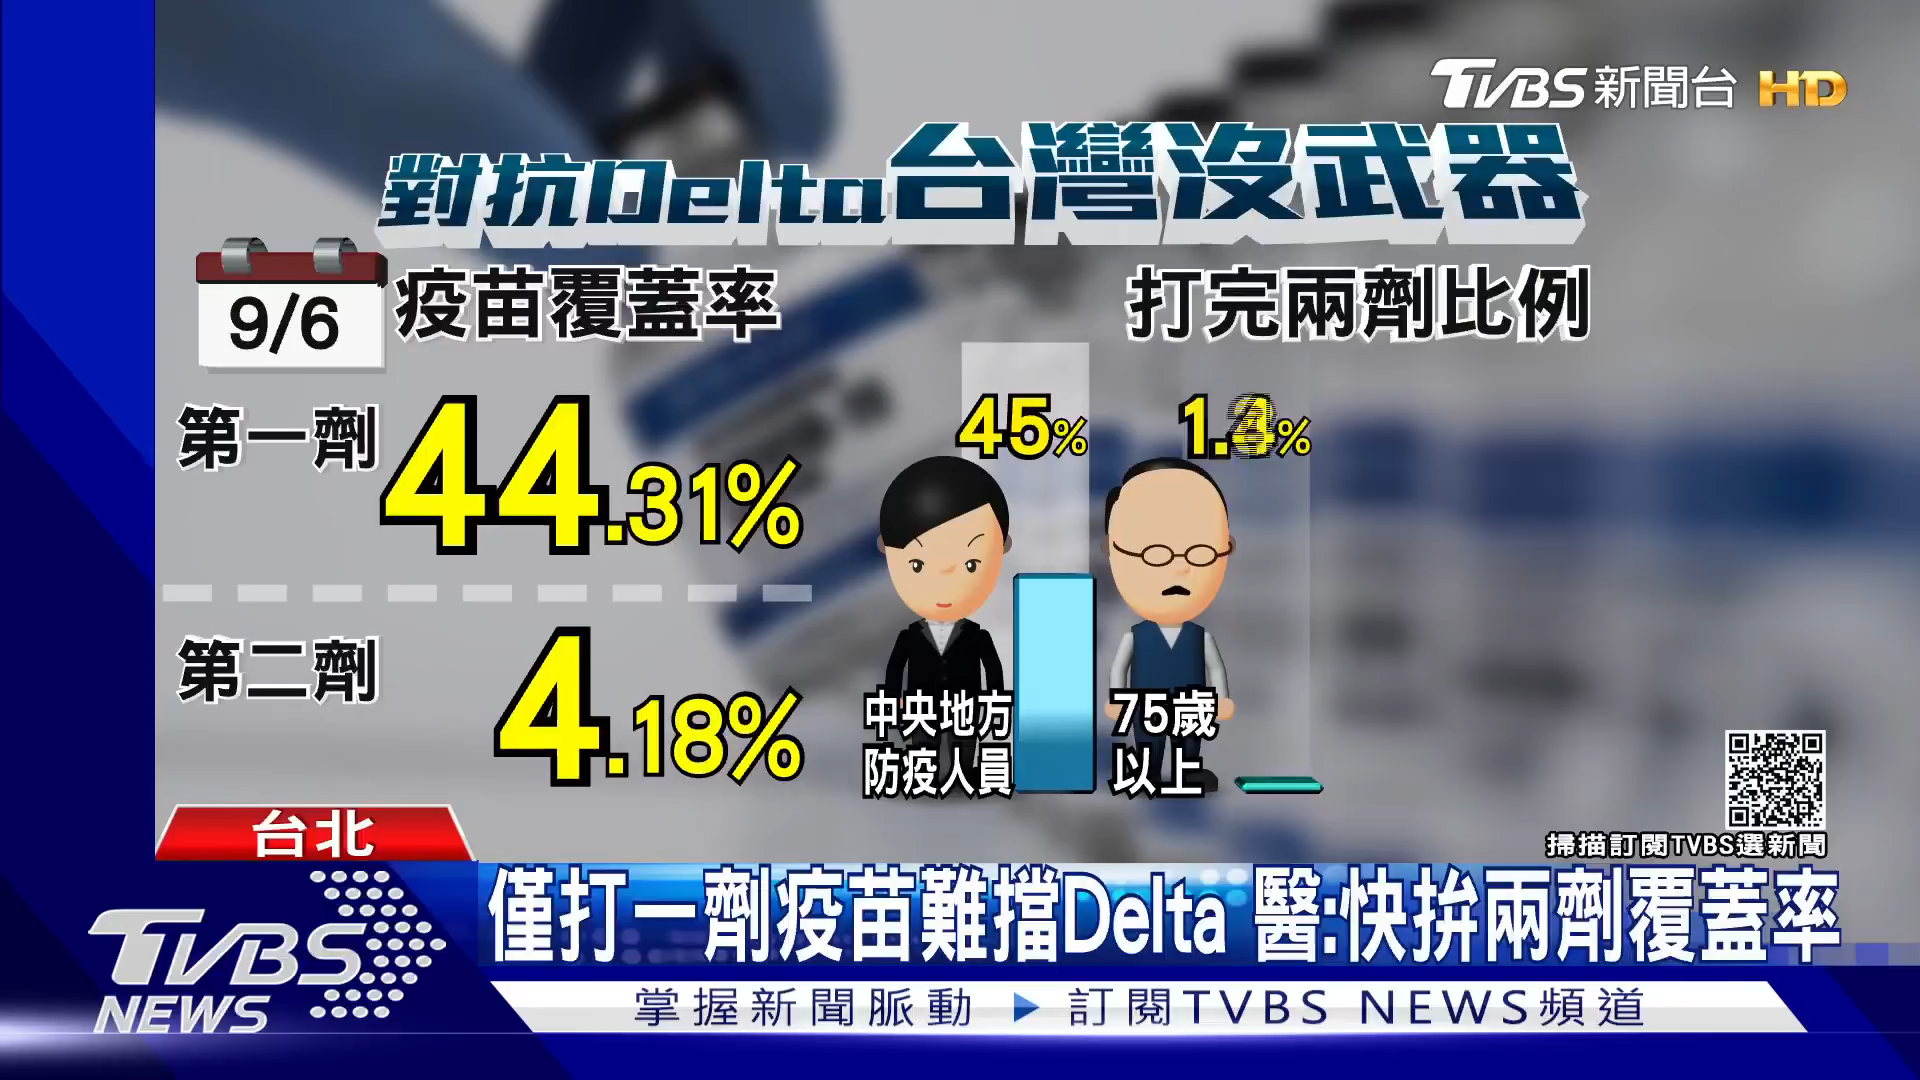 TVBS新聞台 HD
對抗Delta台灣沒武器
9/6 疫苗覆蓋率
第一劑 44.31%
第二劑 4.18%
打完兩劑比例
45%
中央地方
防疫人員
75歲
以上
掃描訂閱TVBS選新聞
台北
僅打一劑疫苗難擋Delta 醫:快拚兩劑覆蓋率
TVBS
NEWS
掌握新聞脈動 訂閱TVBS NEWS頻道